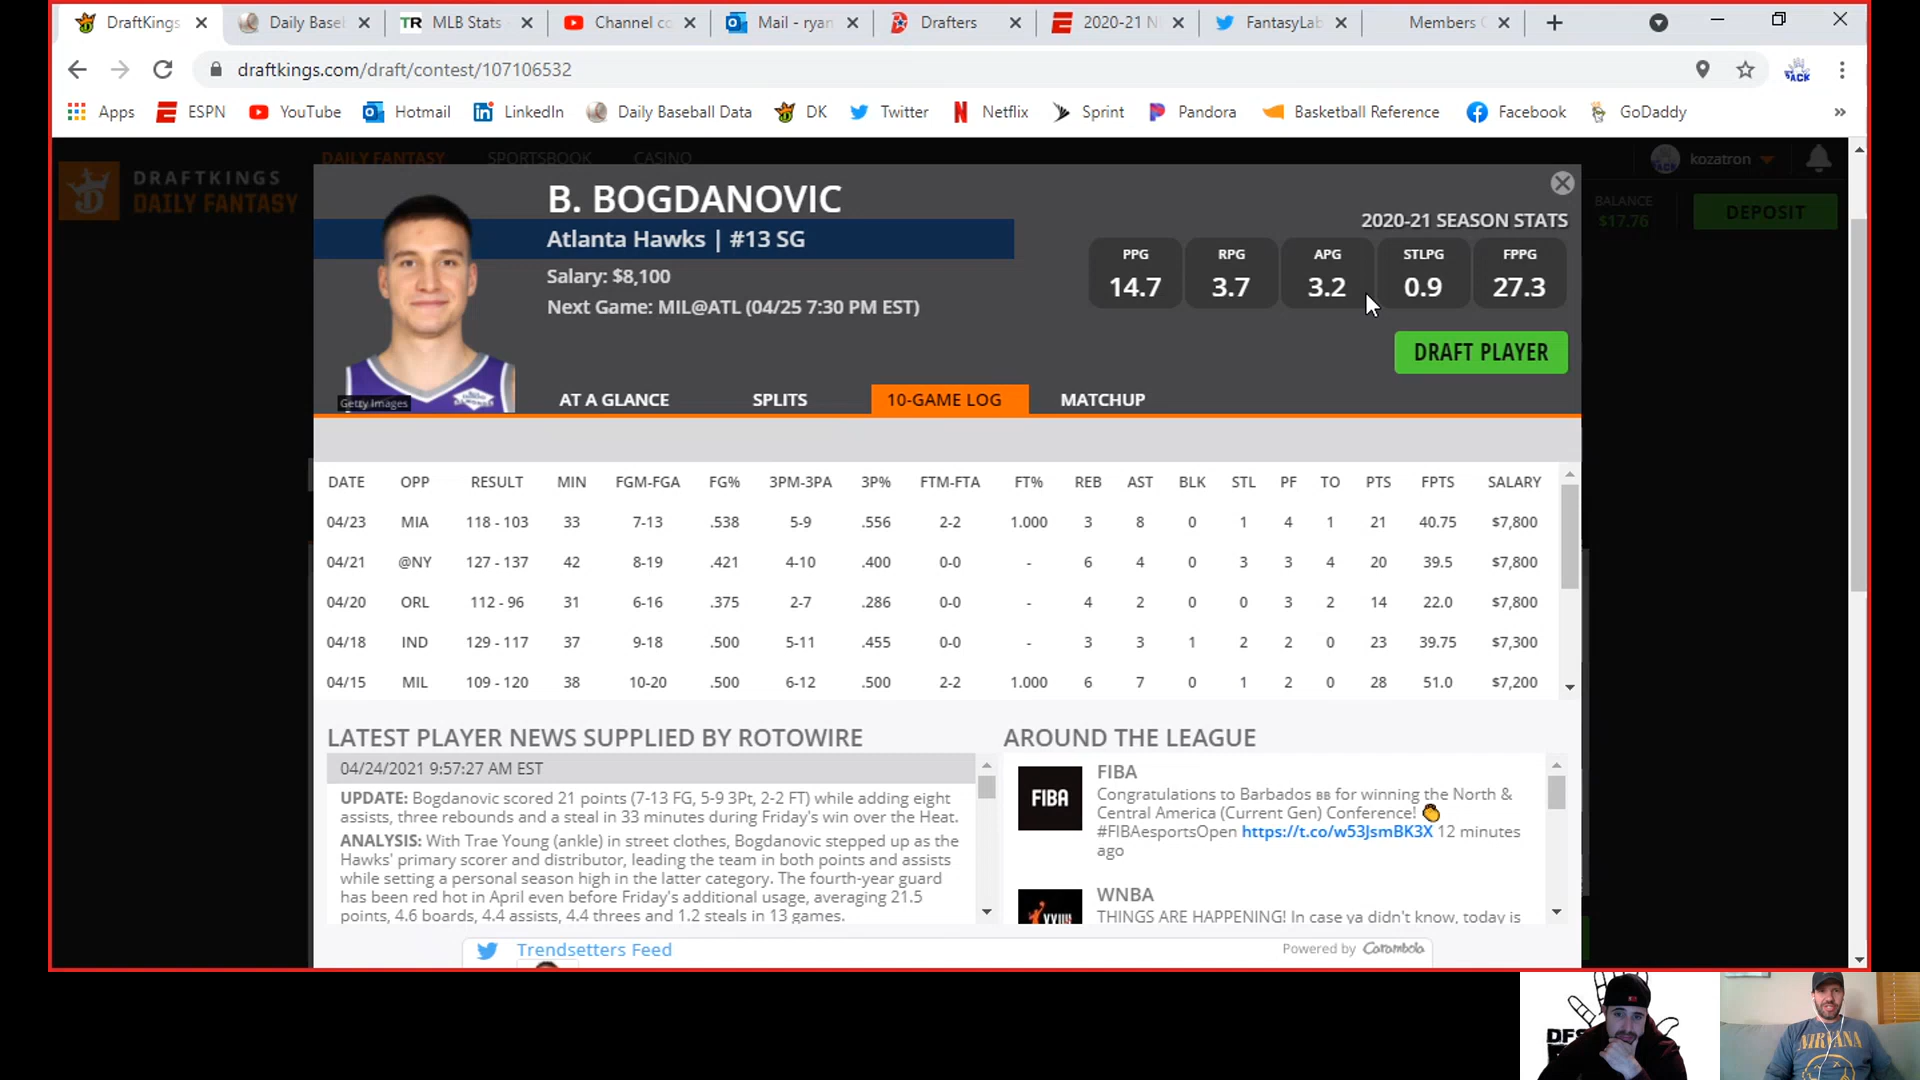 DraftKings
Daily Base
TR MLB Stats
Channel co
Mail - ryan
Drafters
2020-21 N
FantasyLab
Members
draftkings.com/draft/contest/107106532
Apps
ESPN
YouTube
Hotmail
LinkedIn
Daily Baseball Data
DK
Twitter
Netflix
Sprint
Pandora
Basketball Reference
Facebook
GoDaddy
DAILY FANTASY SPORTSBOOK CASINO
DRAFTKINGS
DAILY FANTASY
kozatron
BALANCE
$17.76
DEPOSIT
B. BOGDANOVIC
Atlanta Hawks | #13 SG
Salary: $8,100
Next Game: MIL@ATL (04/25 7:30 PM EST)
Getty Images
2020-21 SEASON STATS
PPG RPG APG STLPG FPPG
14.7 3.7 3.2 0.9 27.3
DRAFT PLAYER
AT A GLANCE SPLITS 10-GAME LOG MATCHUP
DATE OPP RESULT MIN FGM-FGA FG% 3PM-3PA 3P% FTM-FTA FT% REB AST BLK STL PF TO PTS FPTS SALARY
04/23 MIA 118 - 103 33 7-13 .538 5-9 .556 2-2 1.000 3 8 0 1 4 1 21 40.75 $7,800
04/21 @NY 127 - 137 42 8-19 .421 4-10 .400 0-0 - 6 4 0 3 3 4 20 39.5 $7,800
04/20 ORL 112 - 96 31 6-16 .375 2-7 .286 0-0 - 4 2 0 0 3 2 14 22.0 $7,800
04/18 IND 129 - 117 37 9-18 .500 5-11 .455 0-0 - 3 3 1 2 2 0 23 39.75 $7,300
04/15 MIL 109 - 120 38 10-20 .500 6-12 .500 2-2 1.000 6 7 0 1 2 0 28 51.0 $7,200
LATEST PLAYER NEWS SUPPLIED BY ROTOWIRE
04/24/2021 9:57:27 AM EST
UPDATE: Bogdanovic scored 21 points (7-13 FG, 5-9 3Pt, 2-2 FT) while adding eight
assists, three rebounds and a steal in 33 minutes during Friday's win over the Heat.
ANALYSIS: With Trae Young (ankle) in street clothes, Bogdanovic stepped up as the
Hawks' primary scorer and distributor, leading the team in both points and assists
while setting a personal season high in the latter category. The fourth-year guard
has been red hot in April even before Friday's additional usage, averaging 21.5
points, 4.6 boards, 4.4 assists, 4.4 threes and 1.2 steals in 13 games.
AROUND THE LEAGUE
FIBA
FIBA
Congratulations to Barbados BB for winning the North &
Central America (Current Gen) Conference! 👏
#FIBAesportsOpen https://t.co/w53JsmBK3X 12 minutes
ago
WNBA
THINGS ARE HAPPENING! In case ya didn't know, today is
Trendsetters Feed
Powered by Carambola
DFS
NIRVANA